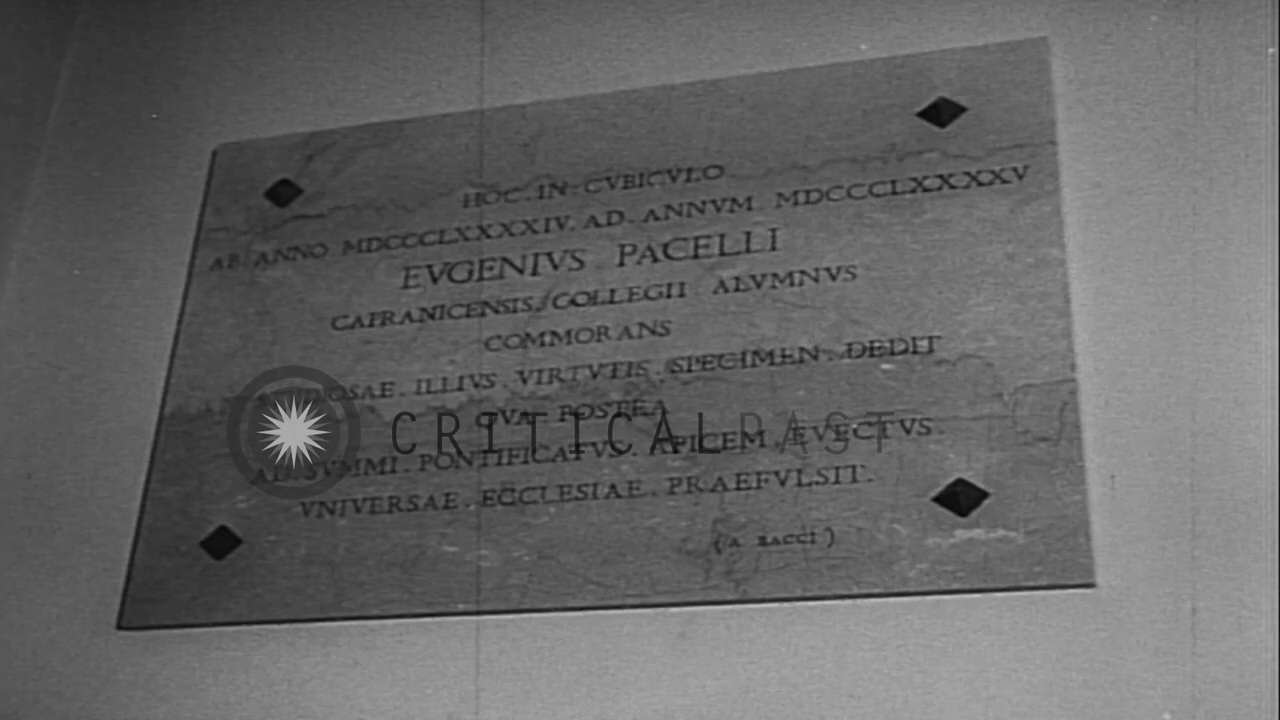 HOC. IN CVBICVLO
AB ANNO MDCCCLXXXXIV. AD. ANNVM MDCCCLXXXXV
EVGENIVS PACELLI
CAPRANICENSIS COLLEGII ALVMNVS
COMMORANS
ILLIVS. VIRTVTIS. SPECIMEN. DEDIT
QVA POSTEA
AD. SVMMI. PONTIFICATVS. APICEM. EVECTVS.
VNIVERSAE. ECCLESIAE. PRAEFVLSIT.
(A BACCI)
CRITICALPAST